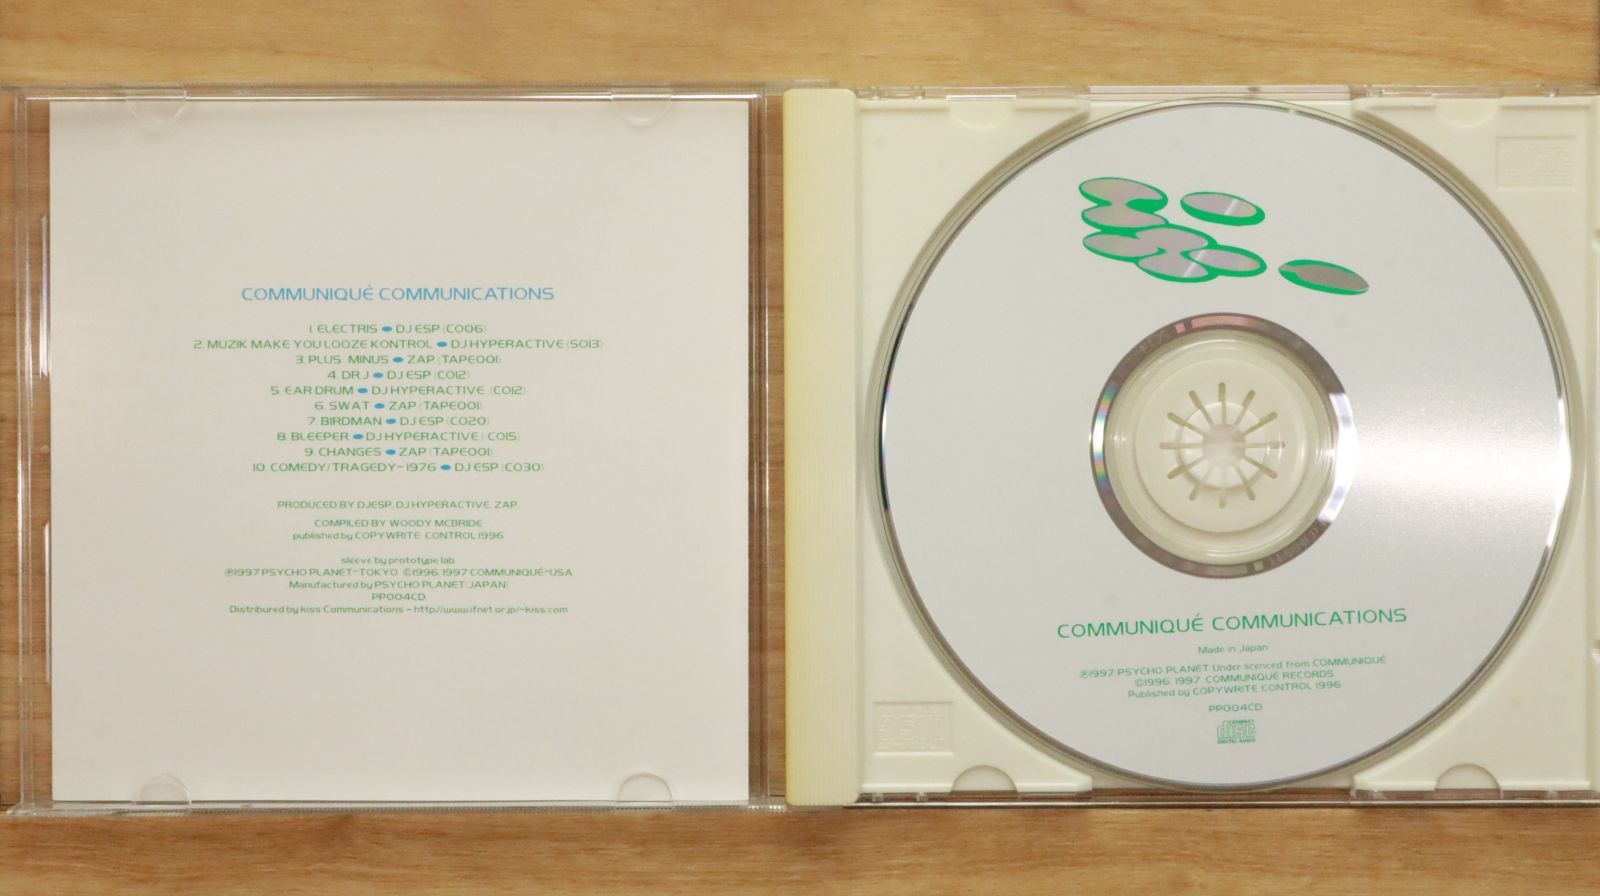 COMMUNIQUÉ COMMUNICATIONS
1. ELECTRIS ● DJ ESP (C006)
2. MUZIK MAKE YOU LOOZE KONTROL ● DJ HYPERACTIVE (S013)
3. PLUS MINUS ● ZAP (TAPE001)
4. DR.J ● DJ ESP (C012)
5. EAR DRUM ● DJ HYPERACTIVE (C012)
6. SWAT ● ZAP (TAPE001)
7. BIRDMAN ● DJ ESP (C020)
8. BLEEPER ● DJ HYPERACTIVE ( C015)
9. CHANGES ● ZAP (TAPE001)
10. COMEDY/TRAGEDY-1976 ● DJ ESP (C030)
PRODUCED BY DJESP, DJ HYPERACTIVE, ZAP
COMPILED BY WOODY MCBRIDE
published by COPYWRITE CONTROL 1996
sleeve by prototype lab.
℗1997 PSYCHO PLANET-TOKYO ©1996, 1997 COMMUNIQUÉ-USA
Manufactured by PSYCHO PLANET(JAPAN)
PP004CD
Distribured by kiss Communications - http://www.ifnet.or.jp/~kiss.com
COMMUNIQUÉ COMMUNICATIONS
Made in Japan
℗1997 PSYCHO PLANET Under licenced from COMMUNIQUÉ
©1996, 1997, COMMUNIQUÉ RECORDS
Published by COPYWRITE CONTROL 1996
PP004CD
COMPACT
disc
DIGITAL AUDIO